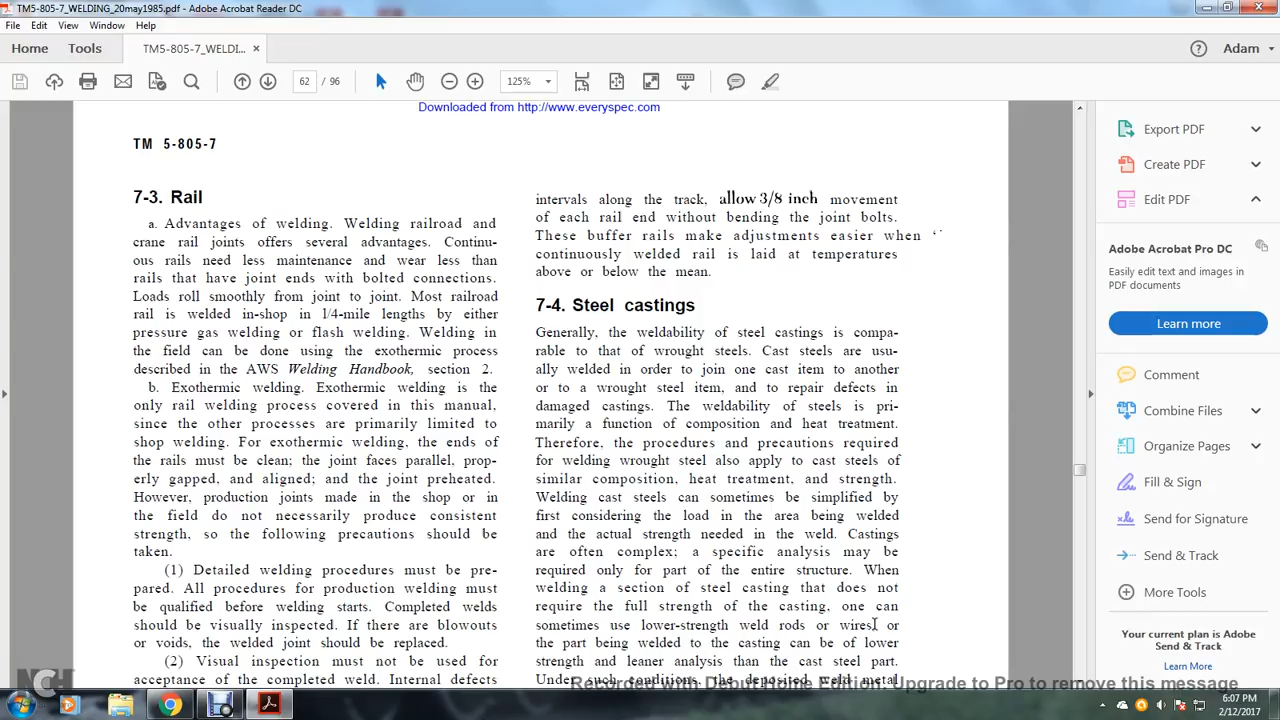 TM5-805-7_WELDING_20may1985.pdf - Adobe Acrobat Reader DC
File Edit View Window Help
Home Tools TM5-805-7_WELDI... × Adam
62 / 96 125%
Downloaded from http://www.everyspec.com
TM 5-805-7
7-3. Rail
a. Advantages of welding. Welding railroad and
crane rail joints offers several advantages. Continu-
ous rails need less maintenance and wear less than
rails that have joint ends with bolted connections.
Loads roll smoothly from joint to joint. Most railroad
rail is welded in-shop in l/4-mile lengths by either
pressure gas welding or flash welding. Welding in
the field can be done using the exothermic process
described in the AWS Welding Handbook, section 2.
b. Exothermic welding. Exothermic welding is the
only rail welding process covered in this manual,
since the other processes are primarily limited to
shop welding. For exothermic welding, the ends of
the rails must be clean; the joint faces parallel, prop-
erly gapped, and aligned; and the joint preheated.
However, production joints made in the shop or in
the field do not necessarily produce consistent
strength, so the following precautions should be
taken.
(1) Detailed welding procedures must be pre-
pared. All procedures for production welding must
be qualified before welding starts. Completed welds
should be visually inspected. If there are blowouts
or voids, the welded joint should be replaced.
(2) Visual inspection must not be used for
acceptance of the completed weld. Internal defects
intervals along the track, allow 3/8 inch movement
of each rail end without bending the joint bolts.
These buffer rails make adjustments easier when
continuously welded rail is laid at temperatures
above or below the mean.
7-4. Steel castings
Generally, the weldability of steel castings is compa-
rable to that of wrought steels. Cast steels are usu-
ally welded in order to join one cast item to another
or to a wrought steel item, and to repair defects in
damaged castings. The weldability of steels is pri-
marily a function of composition and heat treatment.
Therefore, the procedures and precautions required
for welding wrought steel also apply to cast steels of
similar composition, heat treatment, and strength.
Welding cast steels can sometimes be simplified by
first considering the load in the area being welded
and the actual strength needed in the weld. Castings
are often complex; a specific analysis may be
required only for part of the entire structure. When
welding a section of steel casting that does not
require the full strength of the casting, one can
sometimes use lower-strength weld rods or wires, or
the part being welded to the casting can be of lower
strength and leaner analysis than the cast steel part.
Under such conditions, the deposited weld metal
Export PDF
Create PDF
Edit PDF
Adobe Acrobat Pro DC
Easily edit text and images in
PDF documents
Learn more
Comment
Combine Files
Organize Pages
Fill & Sign
Send for Signature
Send & Track
More Tools
Your current plan is Adobe
Send & Track
Learn More
NCH
Recorded with Debut Home Edition. Upgrade to Pro to remove this message
6:07 PM
2/12/2017